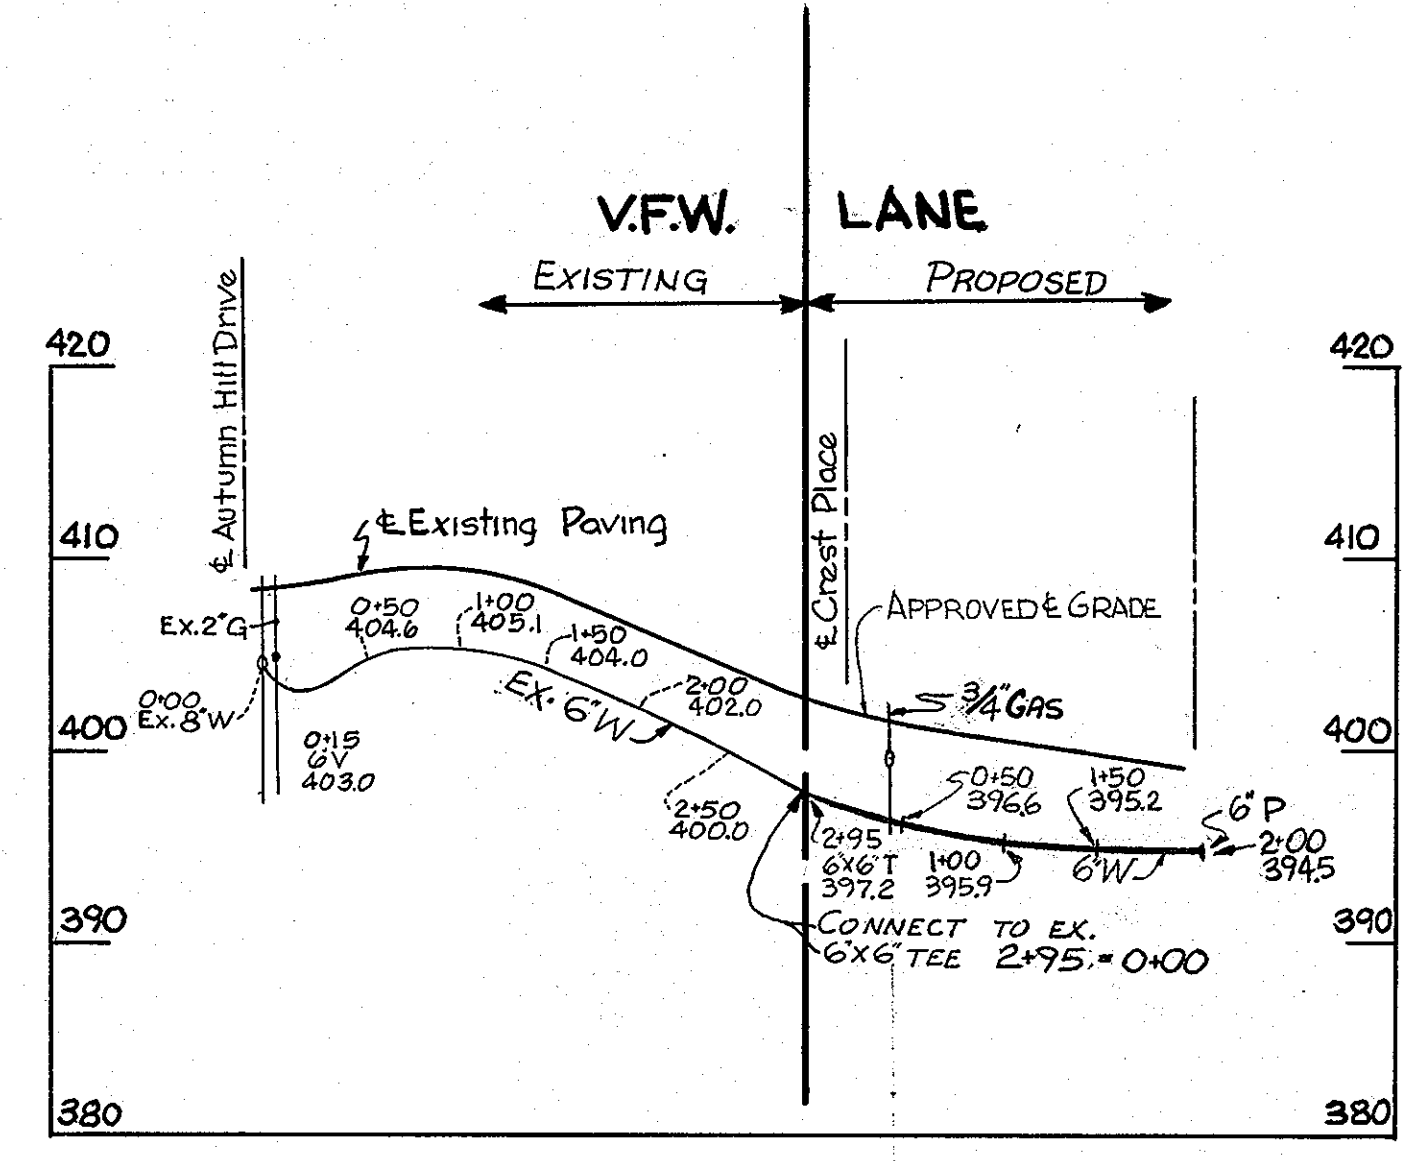 V.F.W. LANE
EXISTING
PROPOSED
420
420
℄ Autumn Hill Drive
℄ Crest Place
410
410
℄ Existing Paving
APPROVED ℄ GRADE
Ex. 2"G
0+50
404.6
1+00
405.1
1+50
404.0
2+00
402.0
EX. 6"W
3/4" GAS
0+00
Ex. 8"W
400
400
0+15
6"V
403.0
2+50
400.0
0+50
396.6
1+50
395.2
6" P
2+00
394.5
2+95
6"x6" T
397.2
1+00
395.9
6"W
390
390
CONNECT TO EX.
6"x6" TEE 2+95 = 0+00
380
380